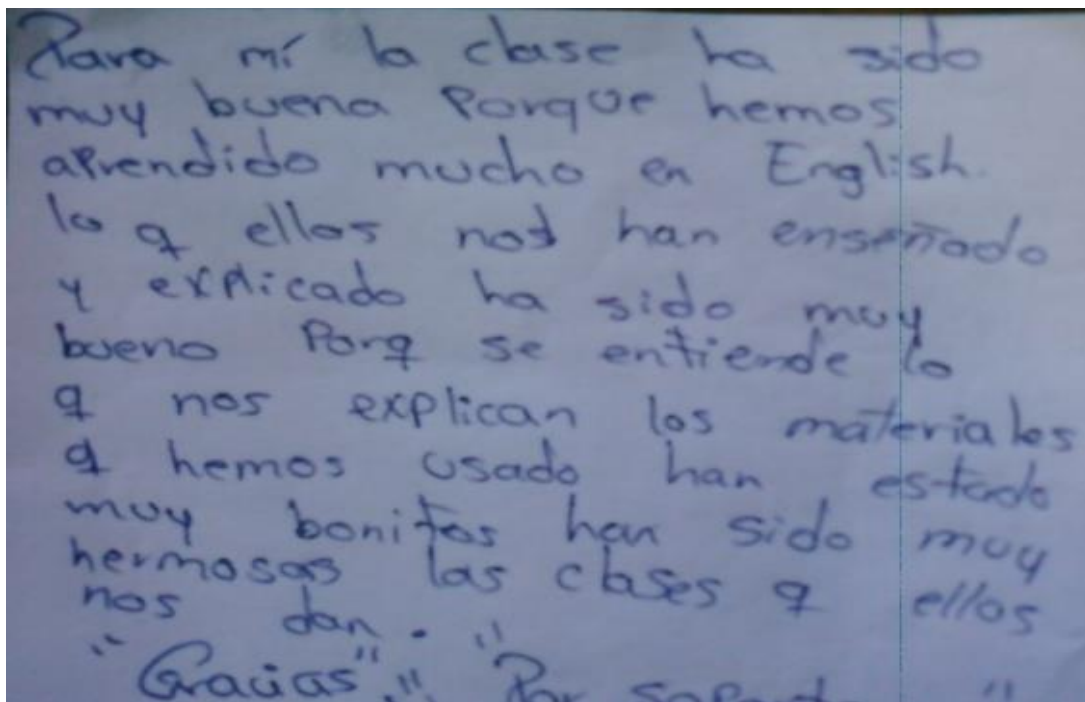 Para mí la clase ha sido
muy buena porque hemos
aprendido mucho en English.
lo q ellos nos han enseñado
y explicado ha sido muy
bueno porq se entiende lo
q nos explican los materiales
q hemos usado han estado
muy bonitos han sido muy
hermosas las clases q ellos
nos dan.
"Gracias" "Por